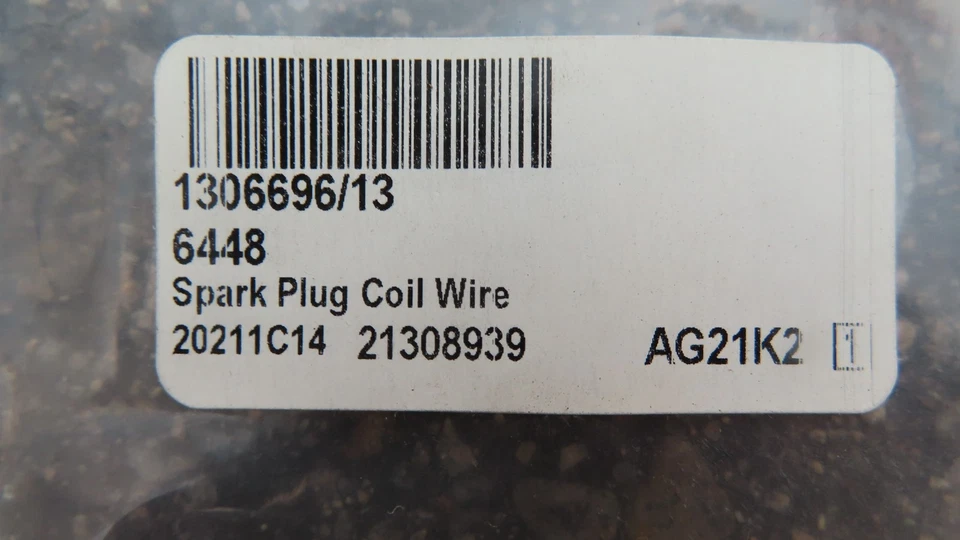 1306696/13
6448
Spark Plug Coil Wire
20211C14 21308939 AG21K2 1